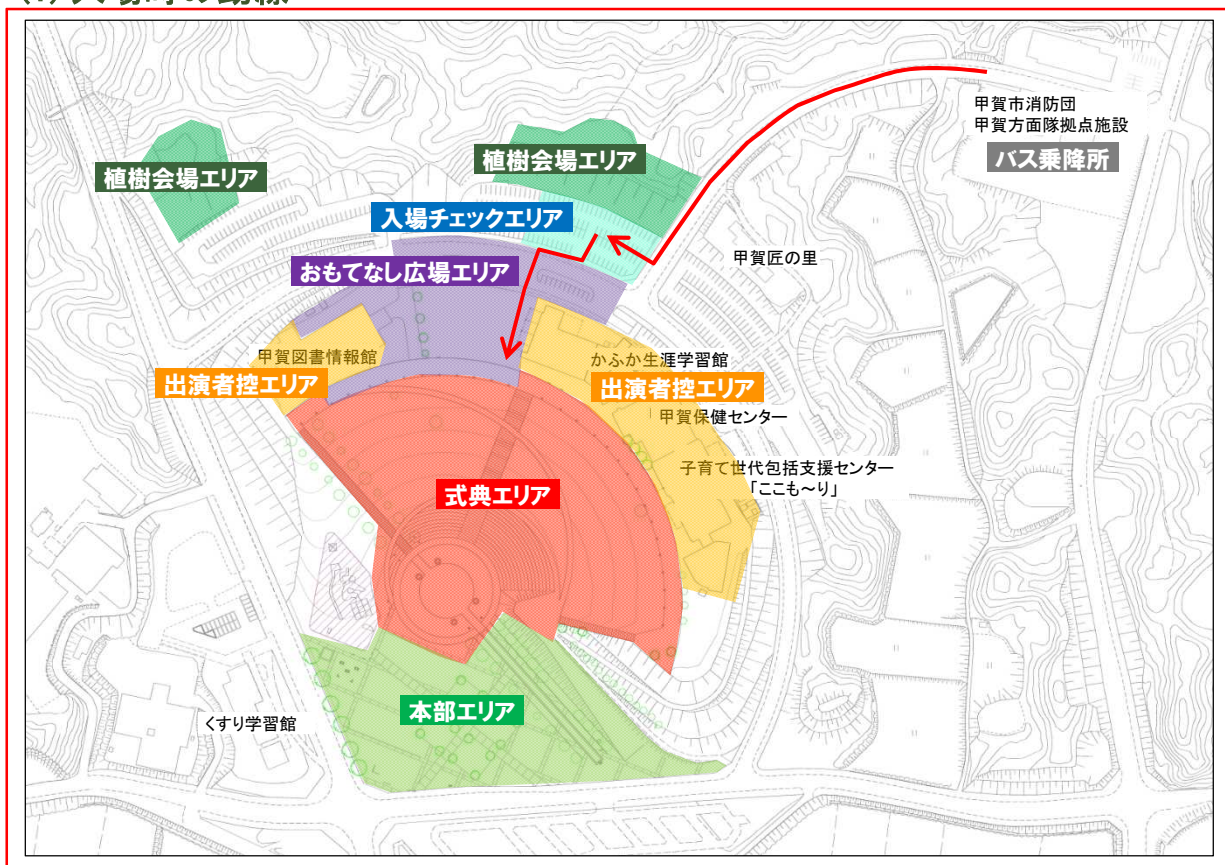 甲賀市消防団
甲賀方面隊拠点施設
バス乗降所
植樹会場エリア
植樹会場エリア
入場チェックエリア
甲賀匠の里
おもてなし広場エリア
甲賀図書情報館
出演者控エリア
かふか生涯学習館
出演者控エリア
甲賀保健センター
子育て世代包括支援センター
「ここも～り」
式典エリア
本部エリア
くすり学習館